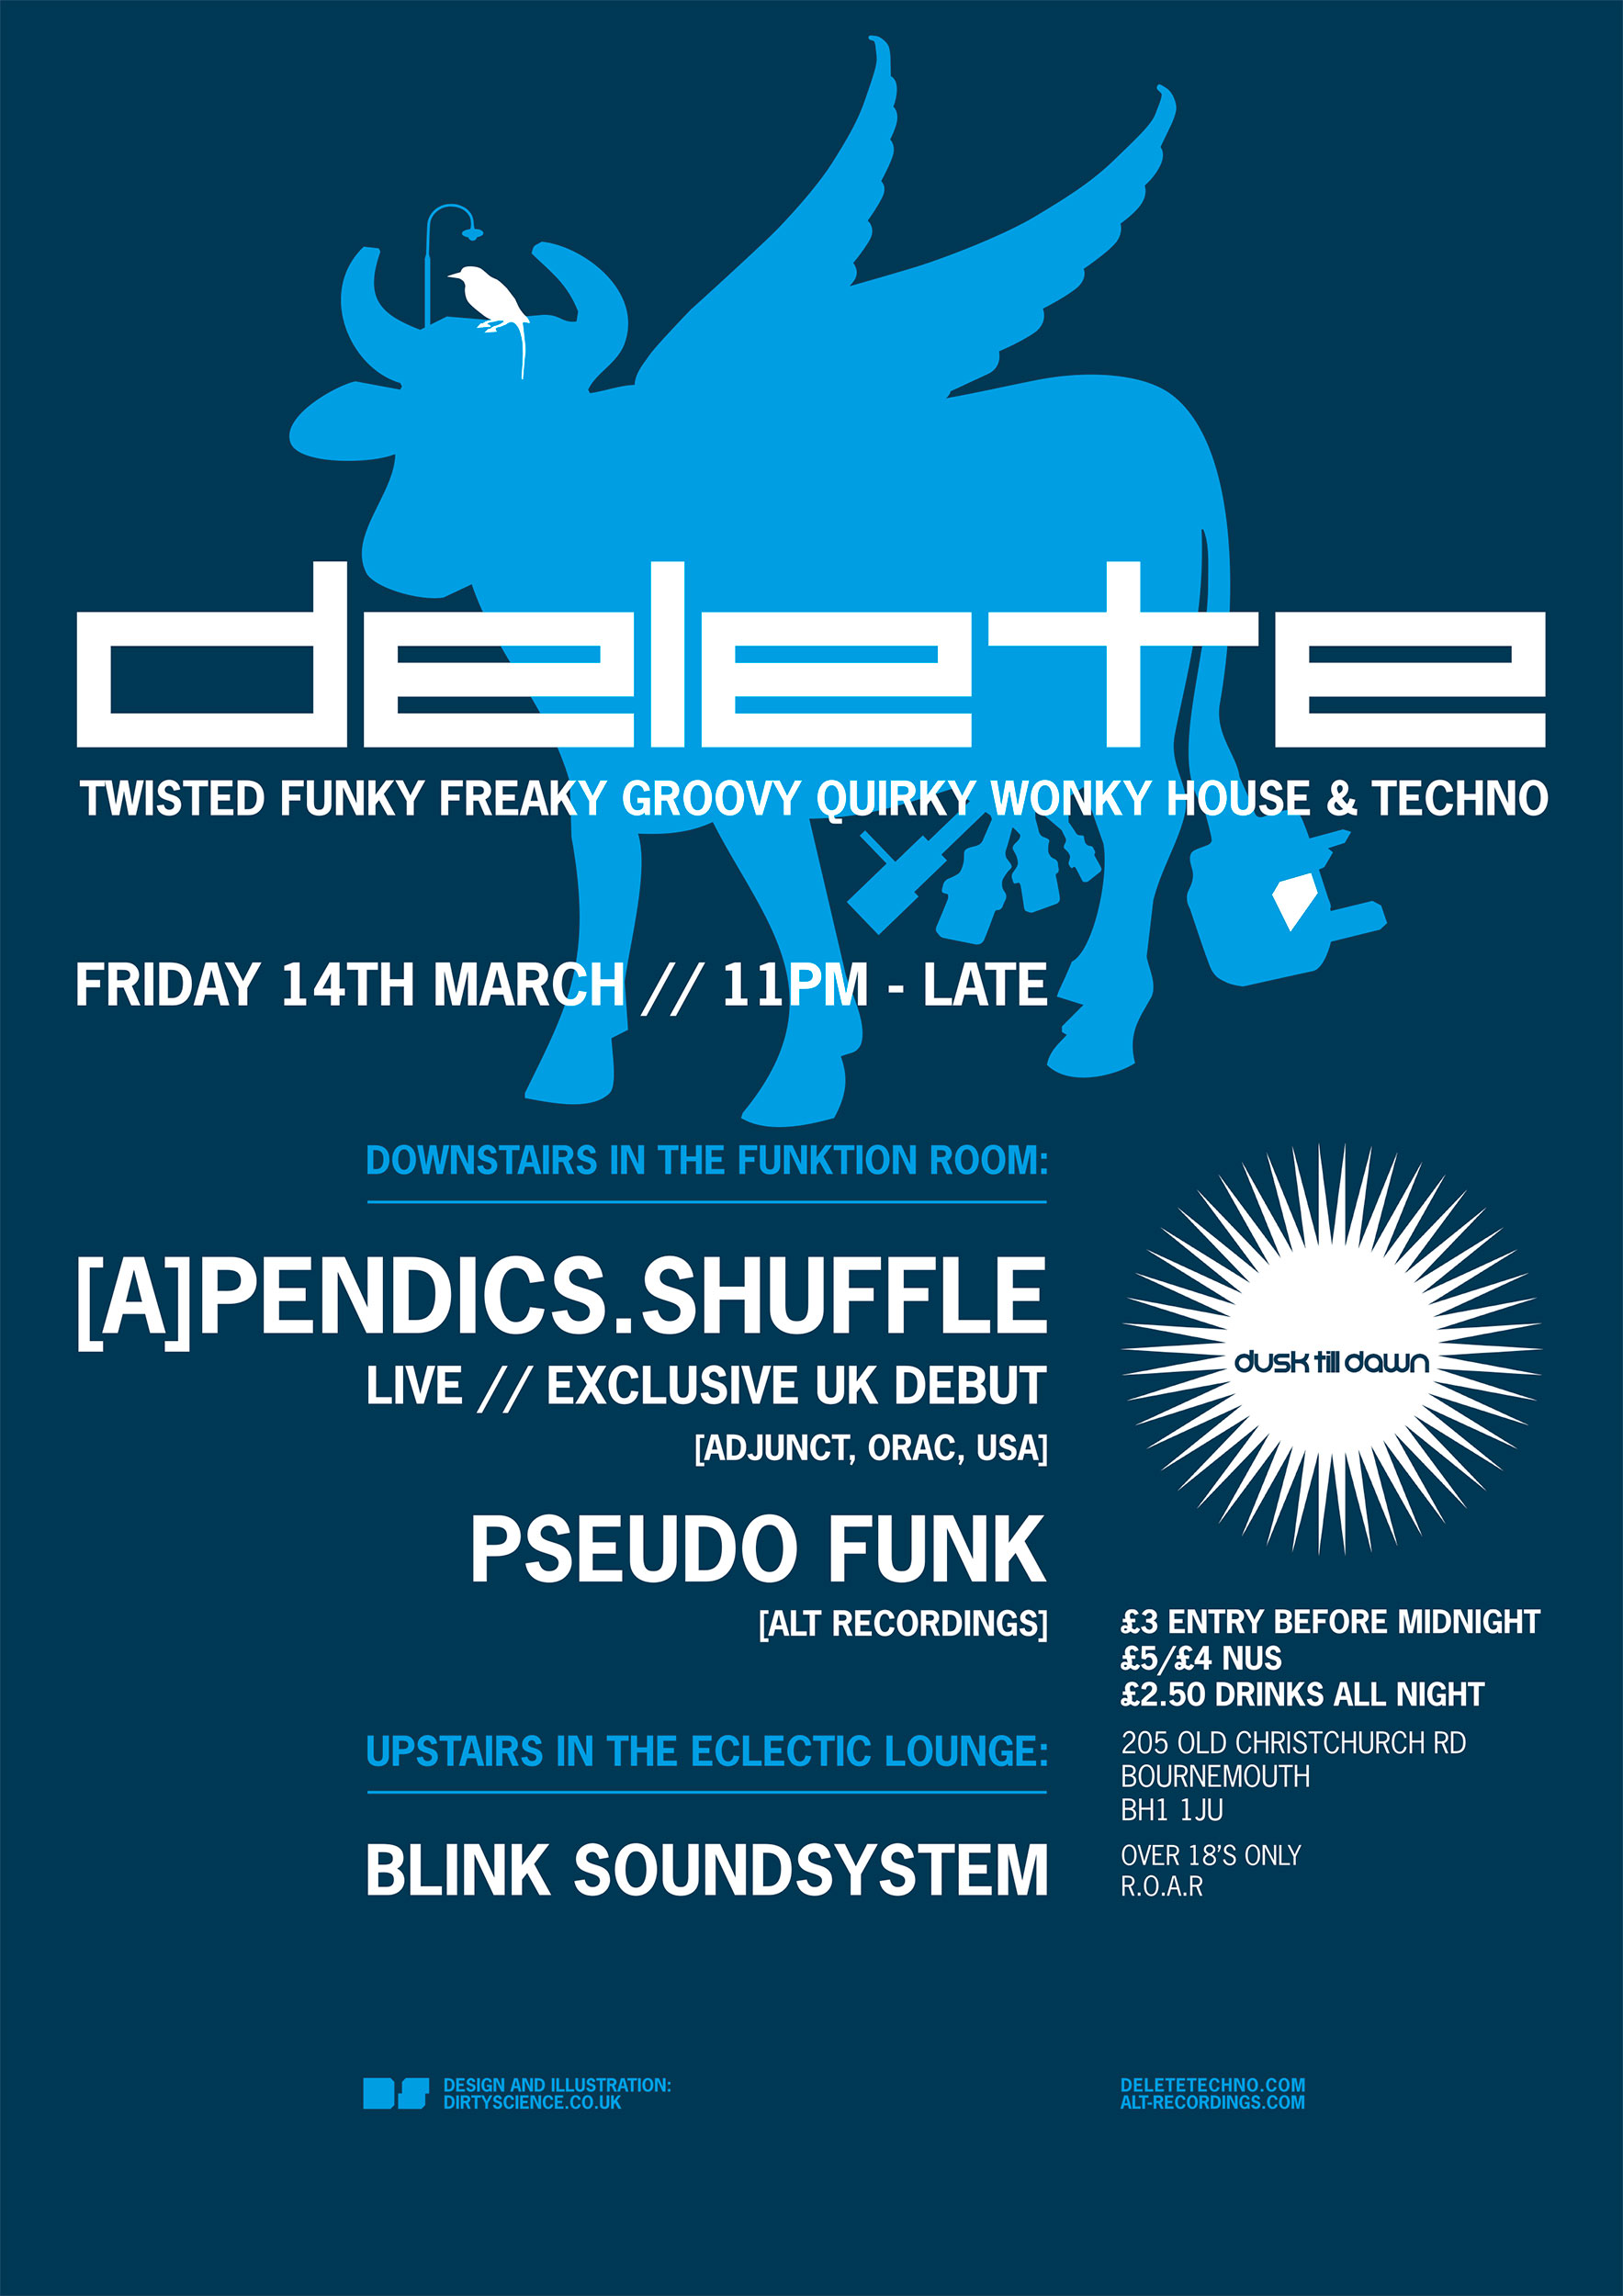 delete
TWISTED FUNKY FREAKY GROOVY QUIRKY WONKY HOUSE & TECHNO
FRIDAY 14TH MARCH // 11PM - LATE
DOWNSTAIRS IN THE FUNKTION ROOM:
[A]PENDICS.SHUFFLE
LIVE // EXCLUSIVE UK DEBUT
[ADJUNCT, ORAC, USA]
PSEUDO FUNK
[ALT RECORDINGS]
UPSTAIRS IN THE ECLECTIC LOUNGE:
BLINK SOUNDSYSTEM
dusk till dawn
£3 ENTRY BEFORE MIDNIGHT
£5/£4 NUS
£2.50 DRINKS ALL NIGHT
205 OLD CHRISTCHURCH RD
BOURNEMOUTH
BH1 1JU
OVER 18'S ONLY
R.O.A.R
DS
DESIGN AND ILLUSTRATION:
DIRTYSCIENCE.CO.UK
DELETETECHNO.COM
ALT-RECORDINGS.COM